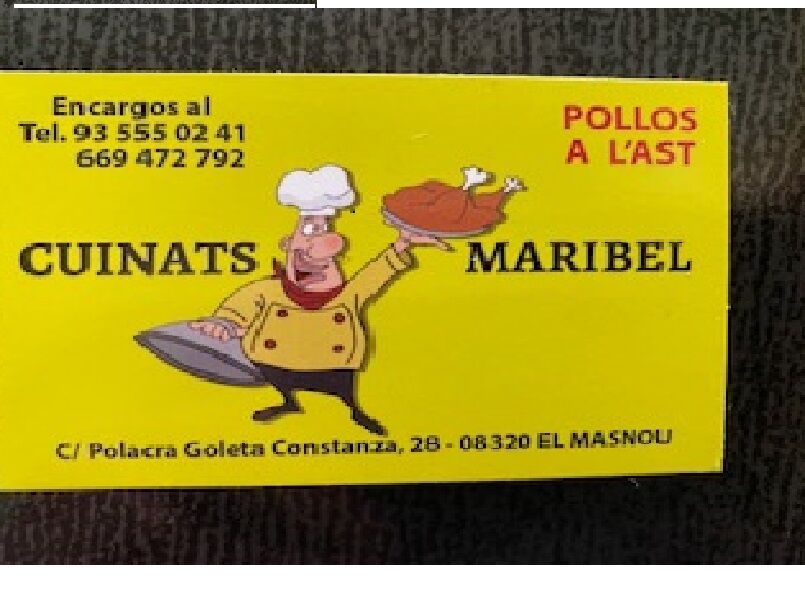 Encargos al
Tel. 93 555 02 41
669 472 792
POLLOS
A L'AST
CUINATS MARIBEL
C/ Polacra Goleta Constanza, 28 - 08320 EL MASNOU